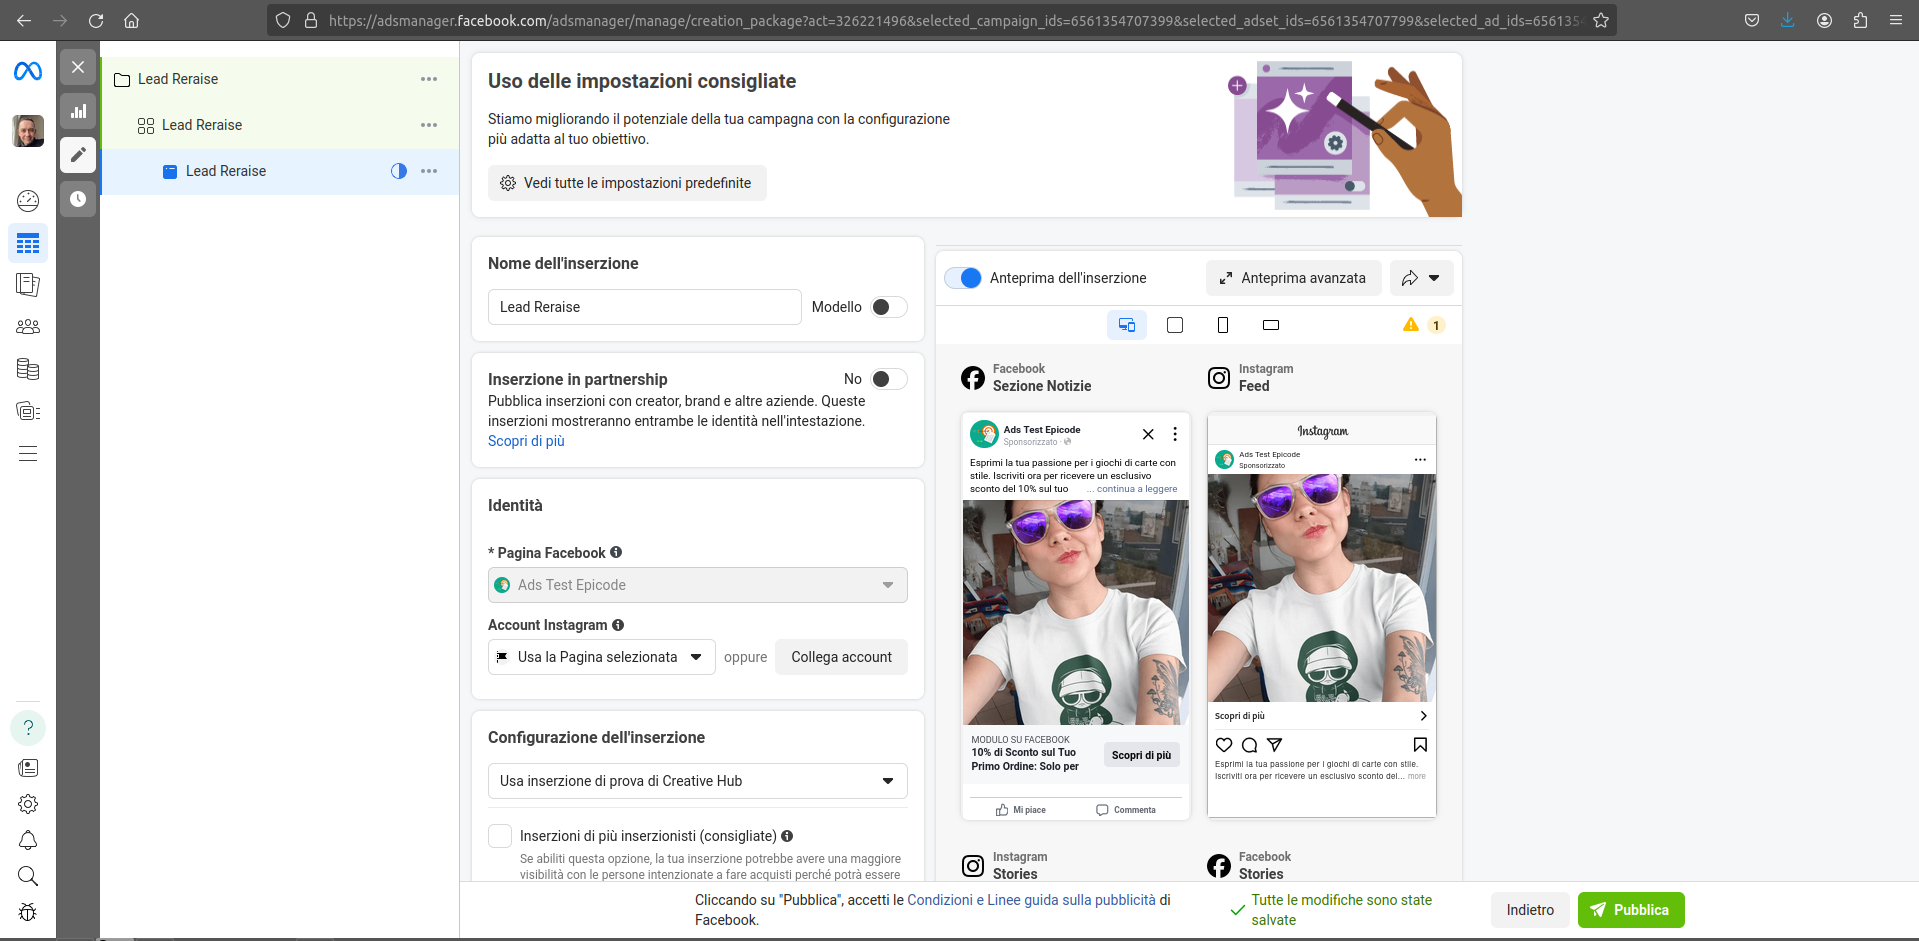 https://adsmanager.facebook.com/adsmanager/manage/creation_package?act=326221496&selected_campaign_ids=6561354707399&selected_adset_ids=6561354707799&selected_ad_ids=656135
Lead Reraise
Lead Reraise
Lead Reraise
Uso delle impostazioni consigliate
Stiamo migliorando il potenziale della tua campagna con la configurazione
più adatta al tuo obiettivo.
Vedi tutte le impostazioni predefinite
Nome dell'inserzione
Lead Reraise
Modello
Inserzione in partnership
No
Pubblica inserzioni con creator, brand e altre aziende. Queste
inserzioni mostreranno entrambe le identità nell'intestazione.
Scopri di più
Identità
* Pagina Facebook
Ads Test Epicode
Account Instagram
Usa la Pagina selezionata
oppure
Collega account
Configurazione dell'inserzione
Usa inserzione di prova di Creative Hub
Inserzioni di più inserzionisti (consigliate)
Se abiliti questa opzione, la tua inserzione potrebbe avere una maggiore
visibilità con le persone intenzionate a fare acquisti perché potrà essere
Anteprima dell'inserzione
Anteprima avanzata
1
Facebook
Sezione Notizie
Ads Test Epicode
Sponsorizzato ·
Esprimi la tua passione per i giochi di carte con
stile. Iscriviti ora per ricevere un esclusivo
sconto del 10% sul tuo ... continua a leggere
MODULO SU FACEBOOK
10% di Sconto sul Tuo
Primo Ordine: Solo per
Scopri di più
Mi piace
Commenta
Instagram
Feed
Instagram
Ads Test Epicode
Sponsorizzato
Scopri di più
Esprimi la tua passione per i giochi di carte con stile.
Iscriviti ora per ricevere un esclusivo sconto del... more
Instagram
Stories
Facebook
Stories
Cliccando su "Pubblica", accetti le Condizioni e Linee guida sulla pubblicità di
Facebook.
Tutte le modifiche sono state
salvate
Indietro
Pubblica